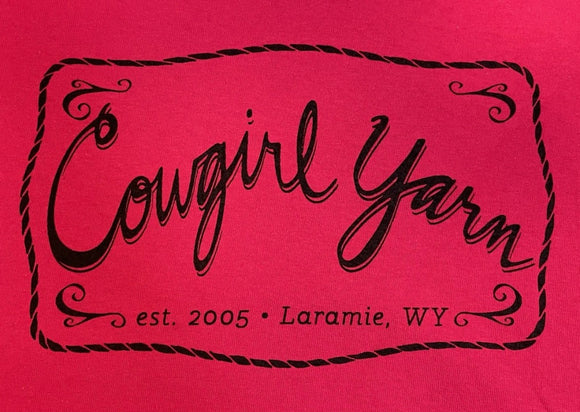 Cowgirl Yarn
est. 2005 • Laramie, WY